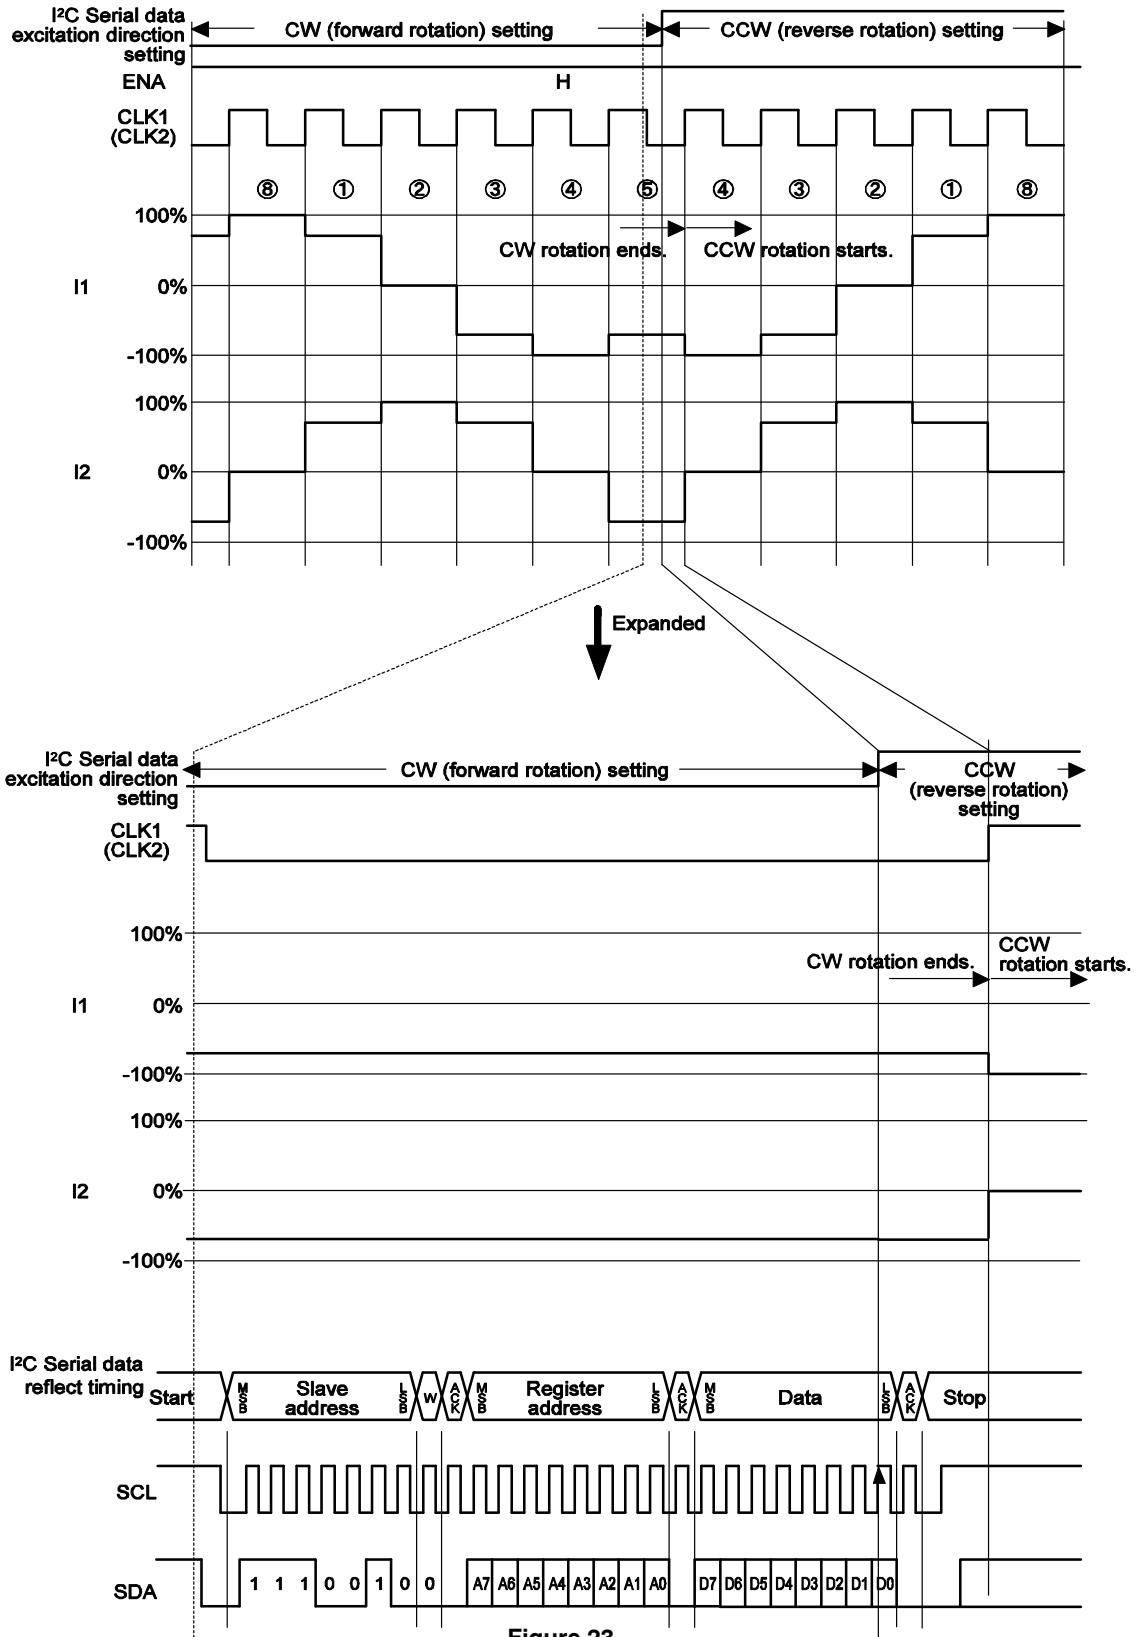 I²C Serial data
excitation direction
setting
CW (forward rotation) setting
CCW (reverse rotation) setting
ENA
H
CLK1
(CLK2)
⑧ ① ② ③ ④ ⑤ ④ ③ ② ① ⑧
100%
CW rotation ends.
CCW rotation starts.
I1
0%
-100%
100%
I2
0%
-100%
Expanded
I²C Serial data
excitation direction
setting
CW (forward rotation) setting
CCW
(reverse rotation)
setting
CLK1
(CLK2)
100%
CW rotation ends.
CCW
rotation starts.
I1
0%
-100%
100%
I2
0%
-100%
I²C Serial data
reflect timing
Start
MSB
Slave
address
LSB
W
ACK
MSB
Register
address
LSB
ACK
MSB
Data
LSB
ACK
Stop
SCL
SDA
1 1 1 0 0 1 0 0
A7 A6 A5 A4 A3 A2 A1 A0
D7 D6 D5 D4 D3 D2 D1 D0
Figure 23